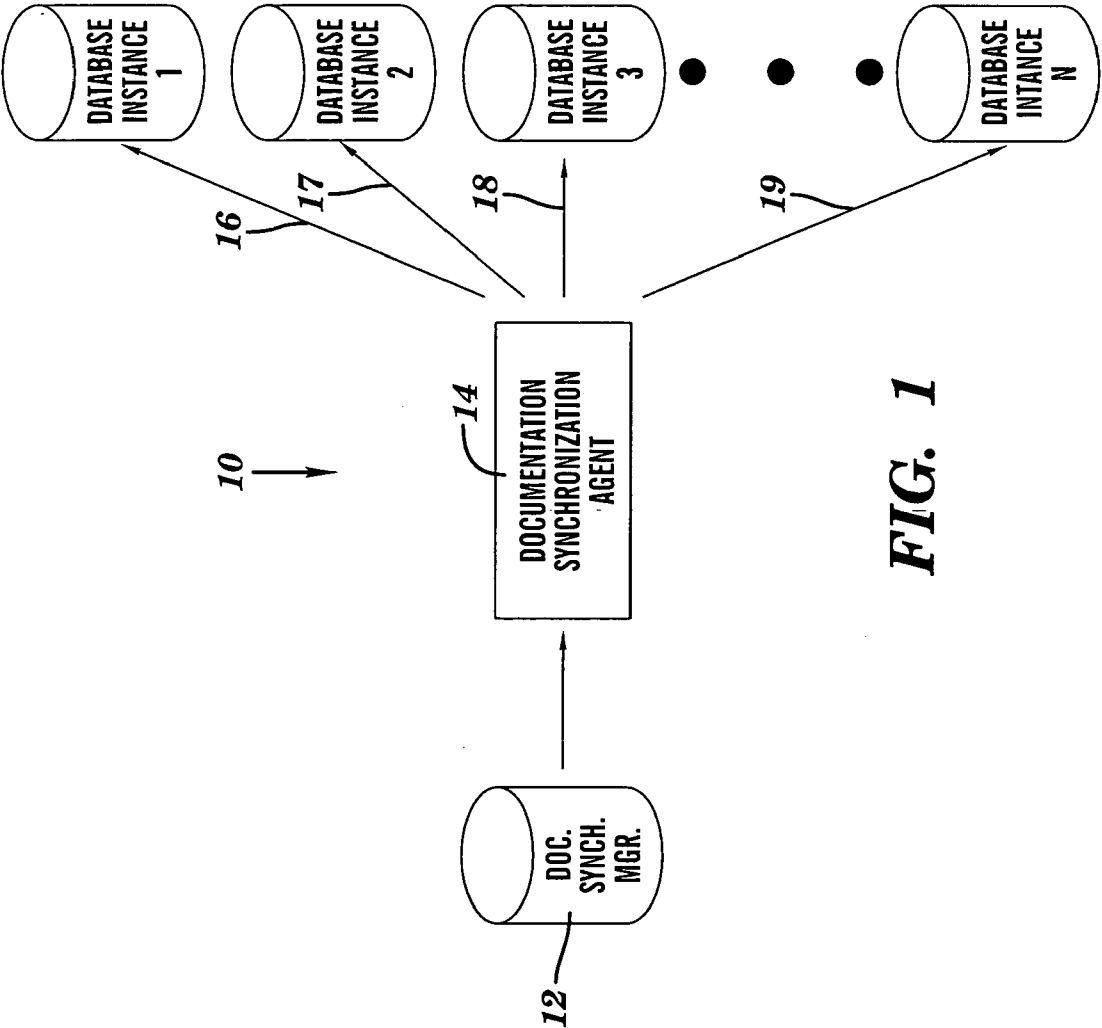 10
12
DOC.
SYNCH.
MGR.
14
DOCUMENTATION
SYNCHRONIZATION
AGENT
16
17
18
19
DATABASE
INSTANCE
1
DATABASE
INSTANCE
2
DATABASE
INSTANCE
3
DATABASE
INTANCE
N
FIG. 1